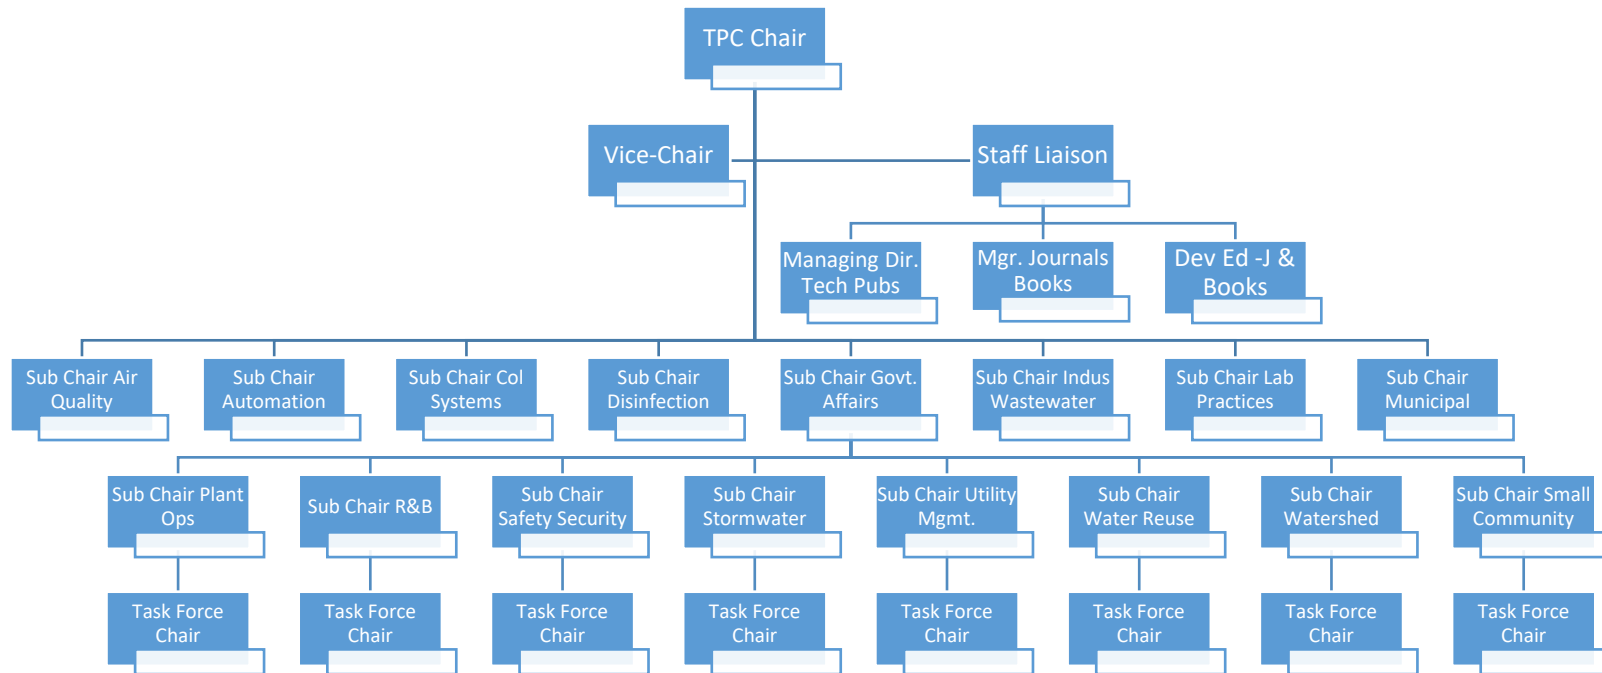 TPC Chair
Vice-Chair
Staff Liaison
Managing Dir.
Tech Pubs
Mgr. Journals
Books
Dev Ed -J &
Books
Sub Chair Air
Quality
Sub Chair
Automation
Sub Chair Col
Systems
Sub Chair
Disinfection
Sub Chair Govt.
Affairs
Sub Chair Indus
Wastewater
Sub Chair Lab
Practices
Sub Chair
Municipal
Sub Chair Plant
Ops
Sub Chair R&B
Sub Chair
Safety Security
Sub Chair
Stormwater
Sub Chair Utility
Mgmt.
Sub Chair
Water Reuse
Sub Chair
Watershed
Sub Chair Small
Community
Task Force
Chair
Task Force
Chair
Task Force
Chair
Task Force
Chair
Task Force
Chair
Task Force
Chair
Task Force
Chair
Task Force
Chair